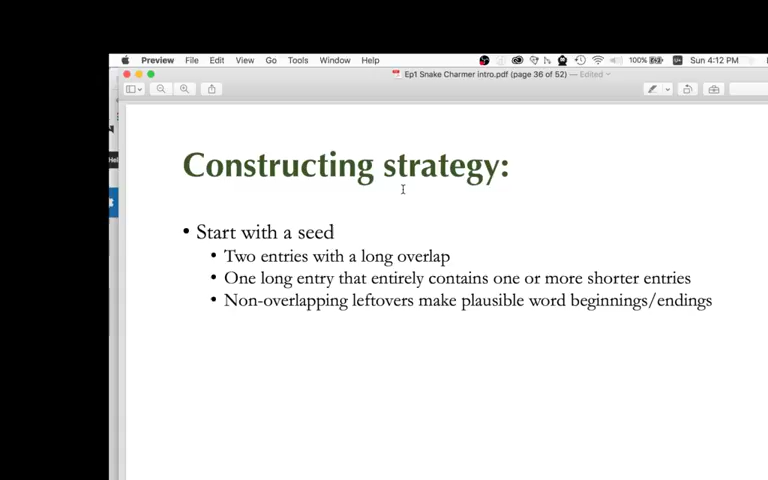 Preview File Edit View Go Tools Window Help 100% Sun 4:12 PM
Ep1 Snake Charmer intro.pdf (page 36 of 52) — Edited
Hel
Constructing strategy:
• Start with a seed
• Two entries with a long overlap
• One long entry that entirely contains one or more shorter entries
• Non-overlapping leftovers make plausible word beginnings/endings